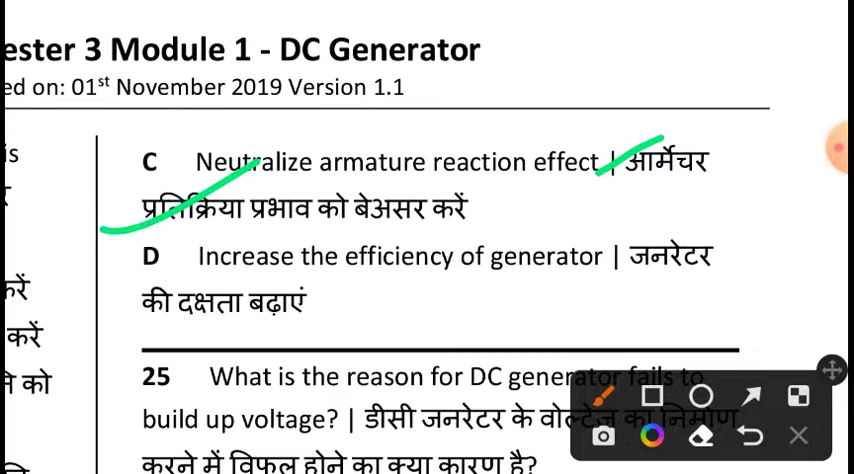 ester 3 Module 1 - DC Generator
ed on: 01st November 2019 Version 1.1
is
रें
करें
ने को
C Neutralize armature reaction effect | आर्मेचर
प्रतिक्रिया प्रभाव को बेअसर करें
D Increase the efficiency of generator | जनरेटर
की दक्षता बढ़ाएं
25 What is the reason for DC generator fails to
build up voltage? | डीसी जनरेटर के वोल्टेज का निर्माण
करने में विफल होने का क्या कारण है?